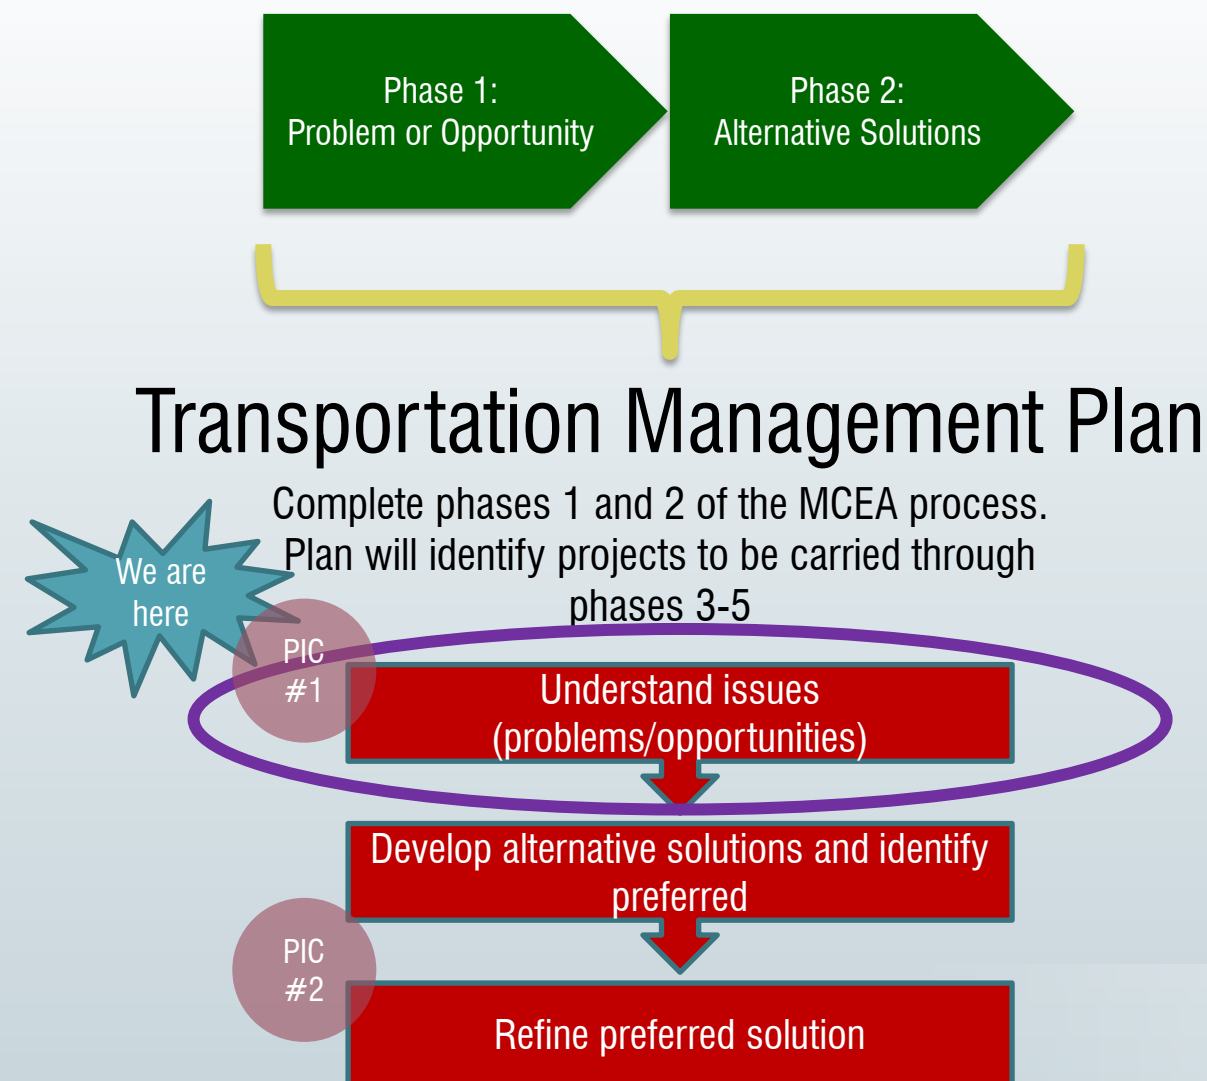 Phase 1:
Problem or Opportunity
Phase 2:
Alternative Solutions
Transportation Management Plan
Complete phases 1 and 2 of the MCEA process.
Plan will identify projects to be carried through
phases 3-5
We are
here
PIC
#1
Understand issues
(problems/opportunities)
Develop alternative solutions and identify
preferred
PIC
#2
Refine preferred solution